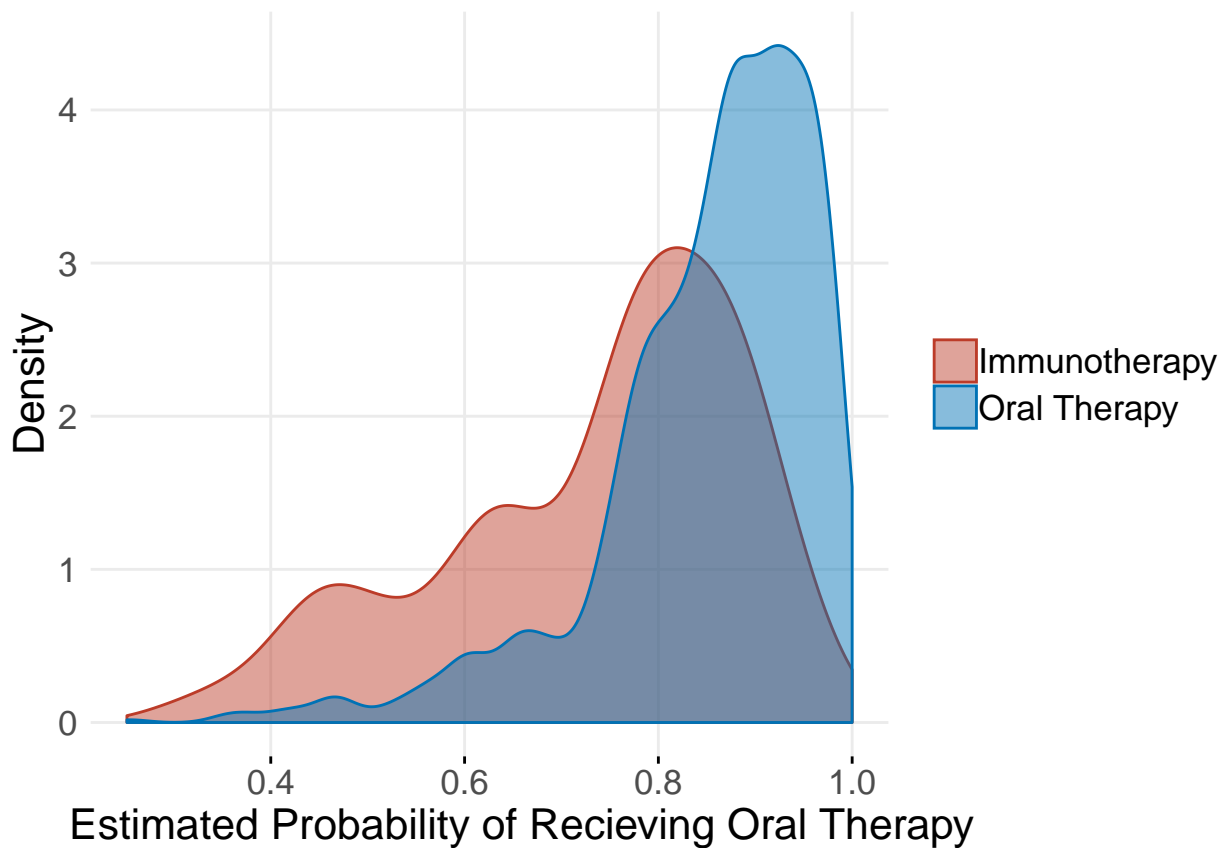 4
3
2
1
0
Density
0.4
0.6
0.8
1.0
Estimated Probability of Recieving Oral Therapy
Immunotherapy
Oral Therapy